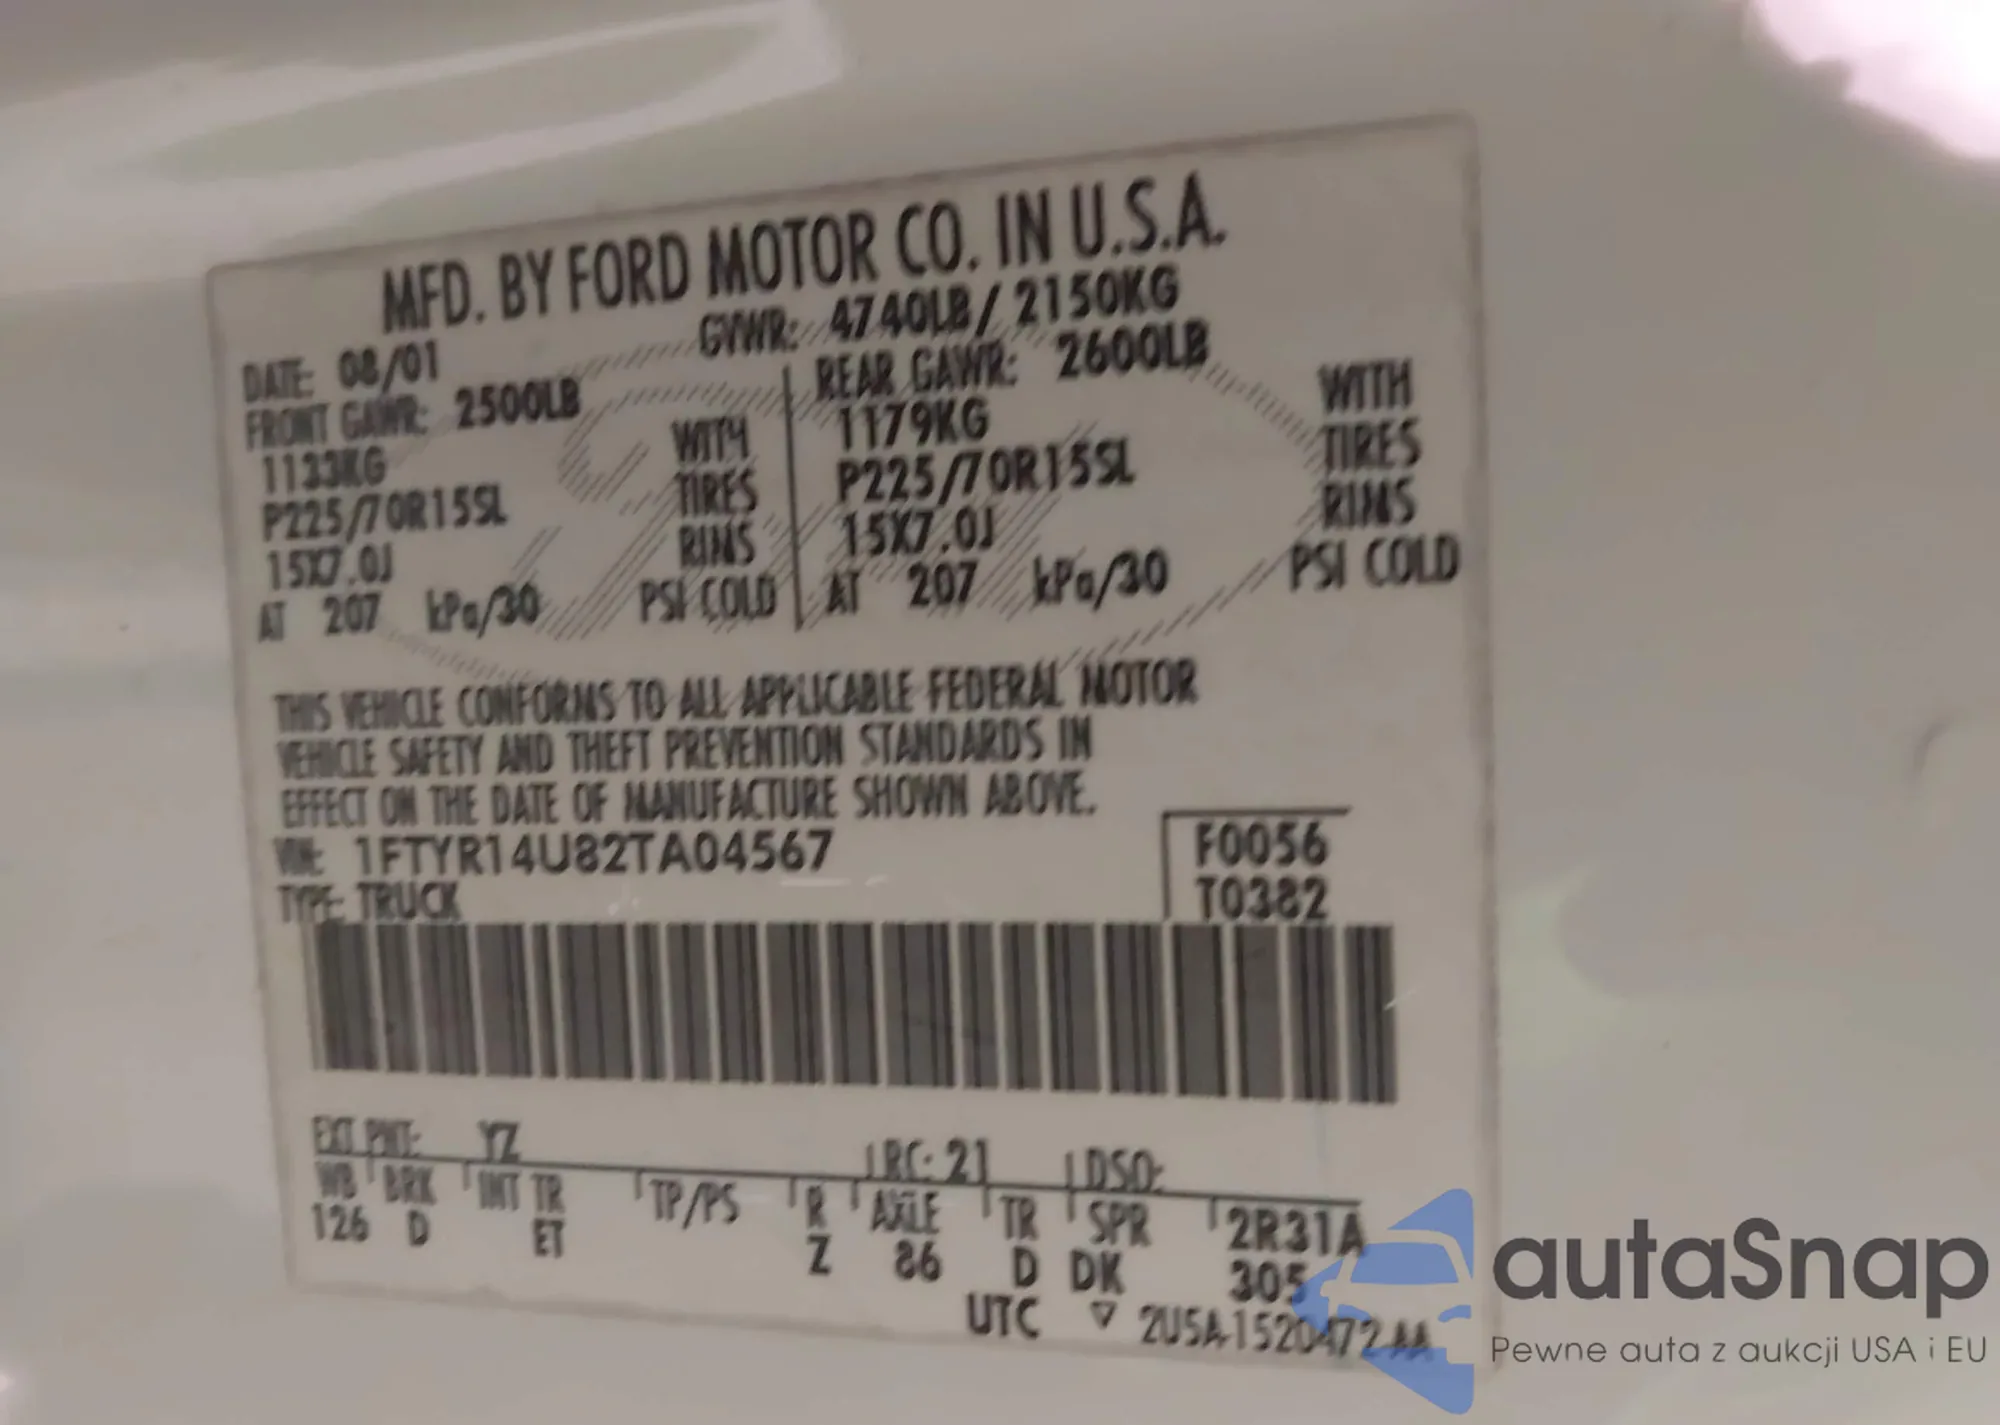 MFD. BY FORD MOTOR CO. IN U.S.A.
DATE: 08/01 GVWR: 4740LB/ 2150KG
FRONT GAWR: 2500LB REAR GAWR: 2600LB
1133KG WITH 1179KG WITH
P225/70R15SL TIRES P225/70R15SL TIRES
15X7.0J RIMS 15X7.0J RIMS
AT 207 kPa/30 PSI COLD AT 207 kPa/30 PSI COLD
THIS VEHICLE CONFORMS TO ALL APPLICABLE FEDERAL MOTOR
VEHICLE SAFETY AND THEFT PREVENTION STANDARDS IN
EFFECT ON THE DATE OF MANUFACTURE SHOWN ABOVE.
VIN: 1FTYR14U82TA04567 F0056
TYPE: TRUCK T0382
EXT PNT: YZ RC: 21 DSO:
WB BRK INT TR TP/PS R AXLE TR SPR 2R31A
126 D ET Z 86 D DK 305
UTC ▽ 2U5A-1520472-AA
autaSnap
Pewne auta z aukcji USA i EU